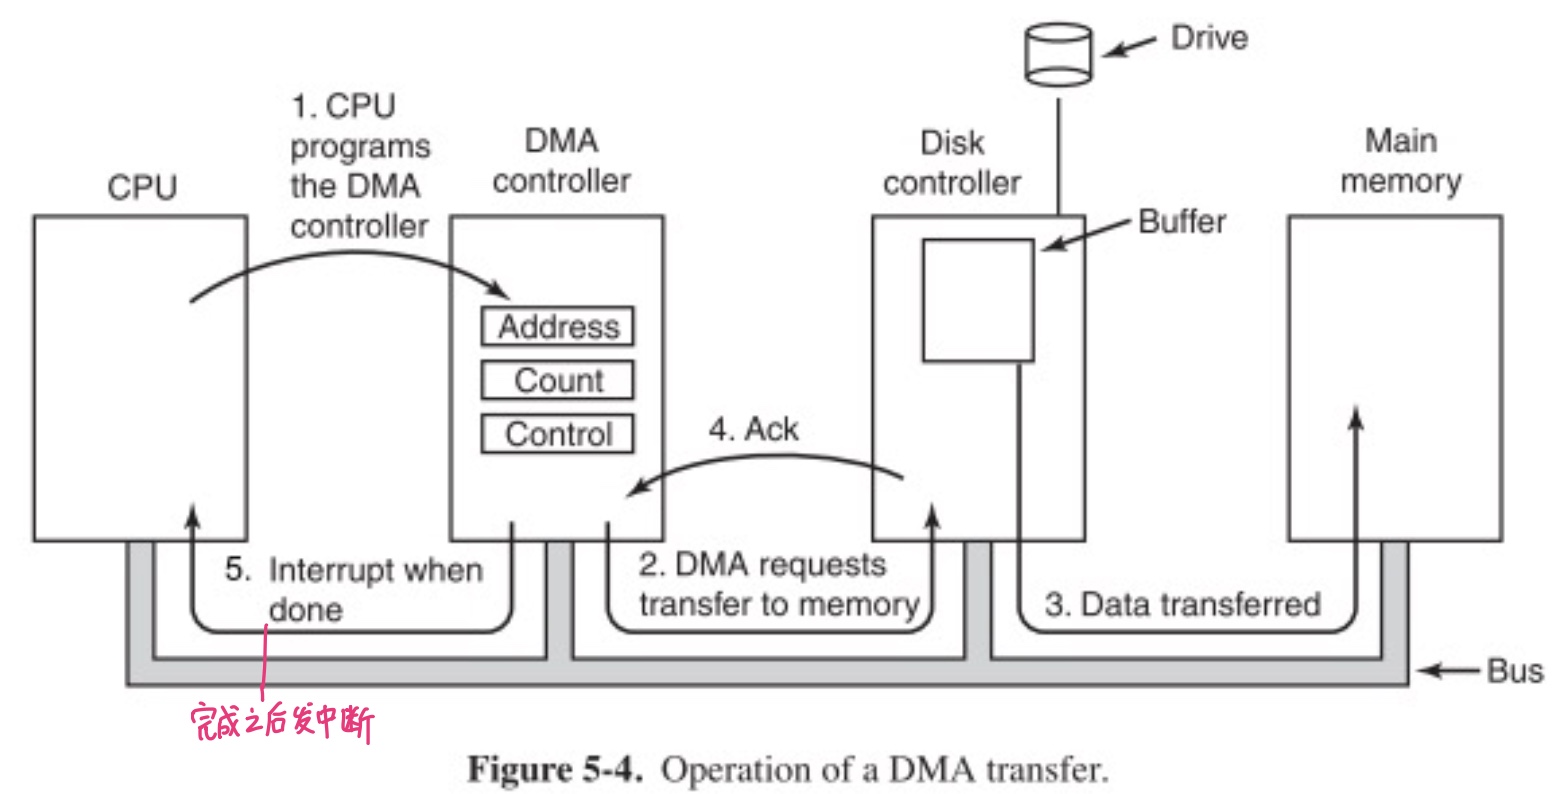 Drive
1. CPU
programs
the DMA
controller
DMA
controller
Disk
controller
Main
memory
CPU
Buffer
Address
Count
Control
4. Ack
5. Interrupt when
done
2. DMA requests
transfer to memory
3. Data transferred
Bus
完成之后发中断
Figure 5-4. Operation of a DMA transfer.